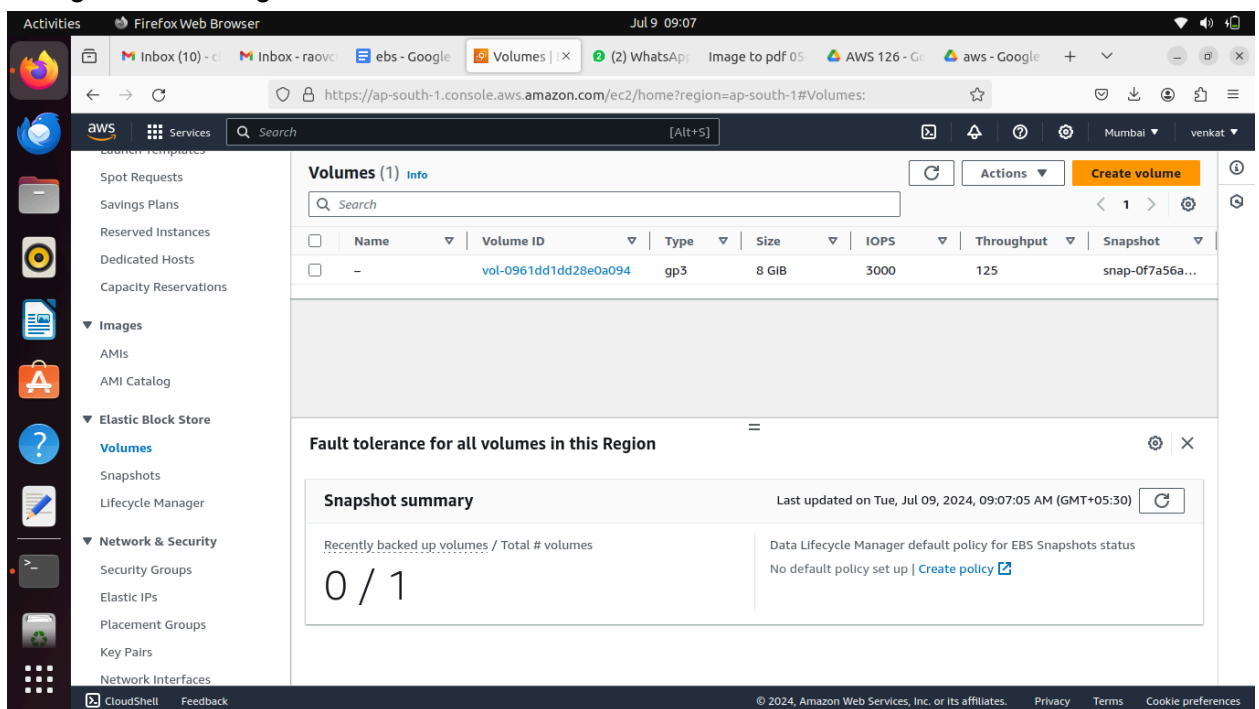 Activities Firefox Web Browser Jul 9 09:07
Inbox (10) - cl Inbox - raovc ebs - Google Volumes | (2) WhatsApp Image to pdf 05- AWS 126 - Go aws - Google
https://ap-south-1.console.aws.amazon.com/ec2/home?region=ap-south-1#Volumes:
aws Services Search [Alt+S] Mumbai venkat
Launch Templates
Spot Requests
Savings Plans
Reserved Instances
Dedicated Hosts
Capacity Reservations
Images
AMIs
AMI Catalog
Elastic Block Store
Volumes
Snapshots
Lifecycle Manager
Network & Security
Security Groups
Elastic IPs
Placement Groups
Key Pairs
Network Interfaces
Volumes (1) Info Actions Create volume
Search 1
Name Volume ID Type Size IOPS Throughput Snapshot
– vol-0961dd1dd28e0a094 gp3 8 GiB 3000 125 snap-0f7a56a...
Fault tolerance for all volumes in this Region
Snapshot summary Last updated on Tue, Jul 09, 2024, 09:07:05 AM (GMT+05:30)
Recently backed up volumes / Total # volumes
0 / 1
Data Lifecycle Manager default policy for EBS Snapshots status
No default policy set up | Create policy
CloudShell Feedback © 2024, Amazon Web Services, Inc. or its affiliates. Privacy Terms Cookie preferences